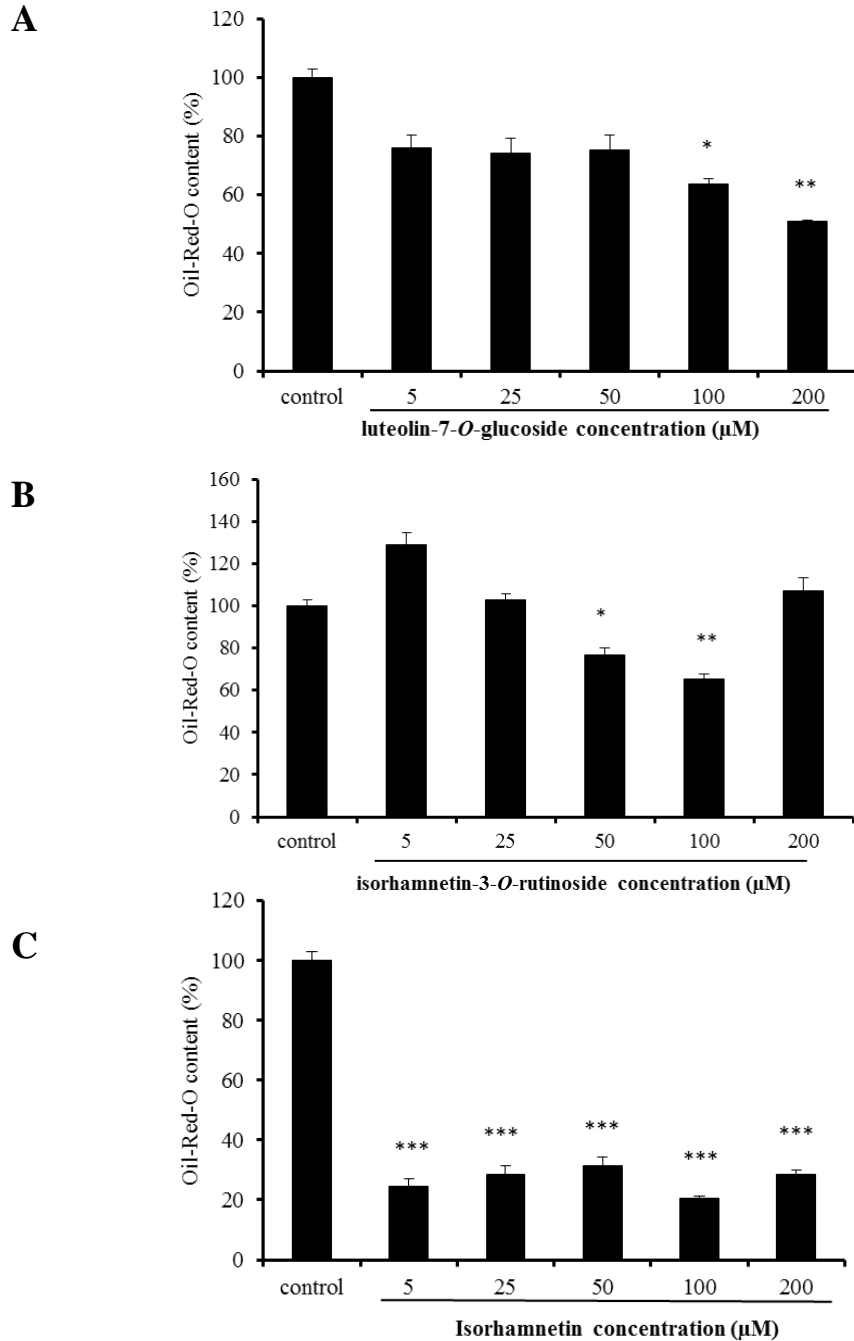 A
Oil-Red-O content (%)
120
100
80
60
40
20
0
*
**
control 5 25 50 100 200
luteolin-7-O-glucoside concentration (μM)
B
Oil-Red-O content (%)
160
140
120
100
80
60
40
20
0
*
**
control 5 25 50 100 200
isorhamnetin-3-O-rutinoside concentration (μM)
C
Oil-Red-O content (%)
120
100
80
60
40
20
0
*** *** *** *** ***
control 5 25 50 100 200
Isorhamnetin concentration (μM)